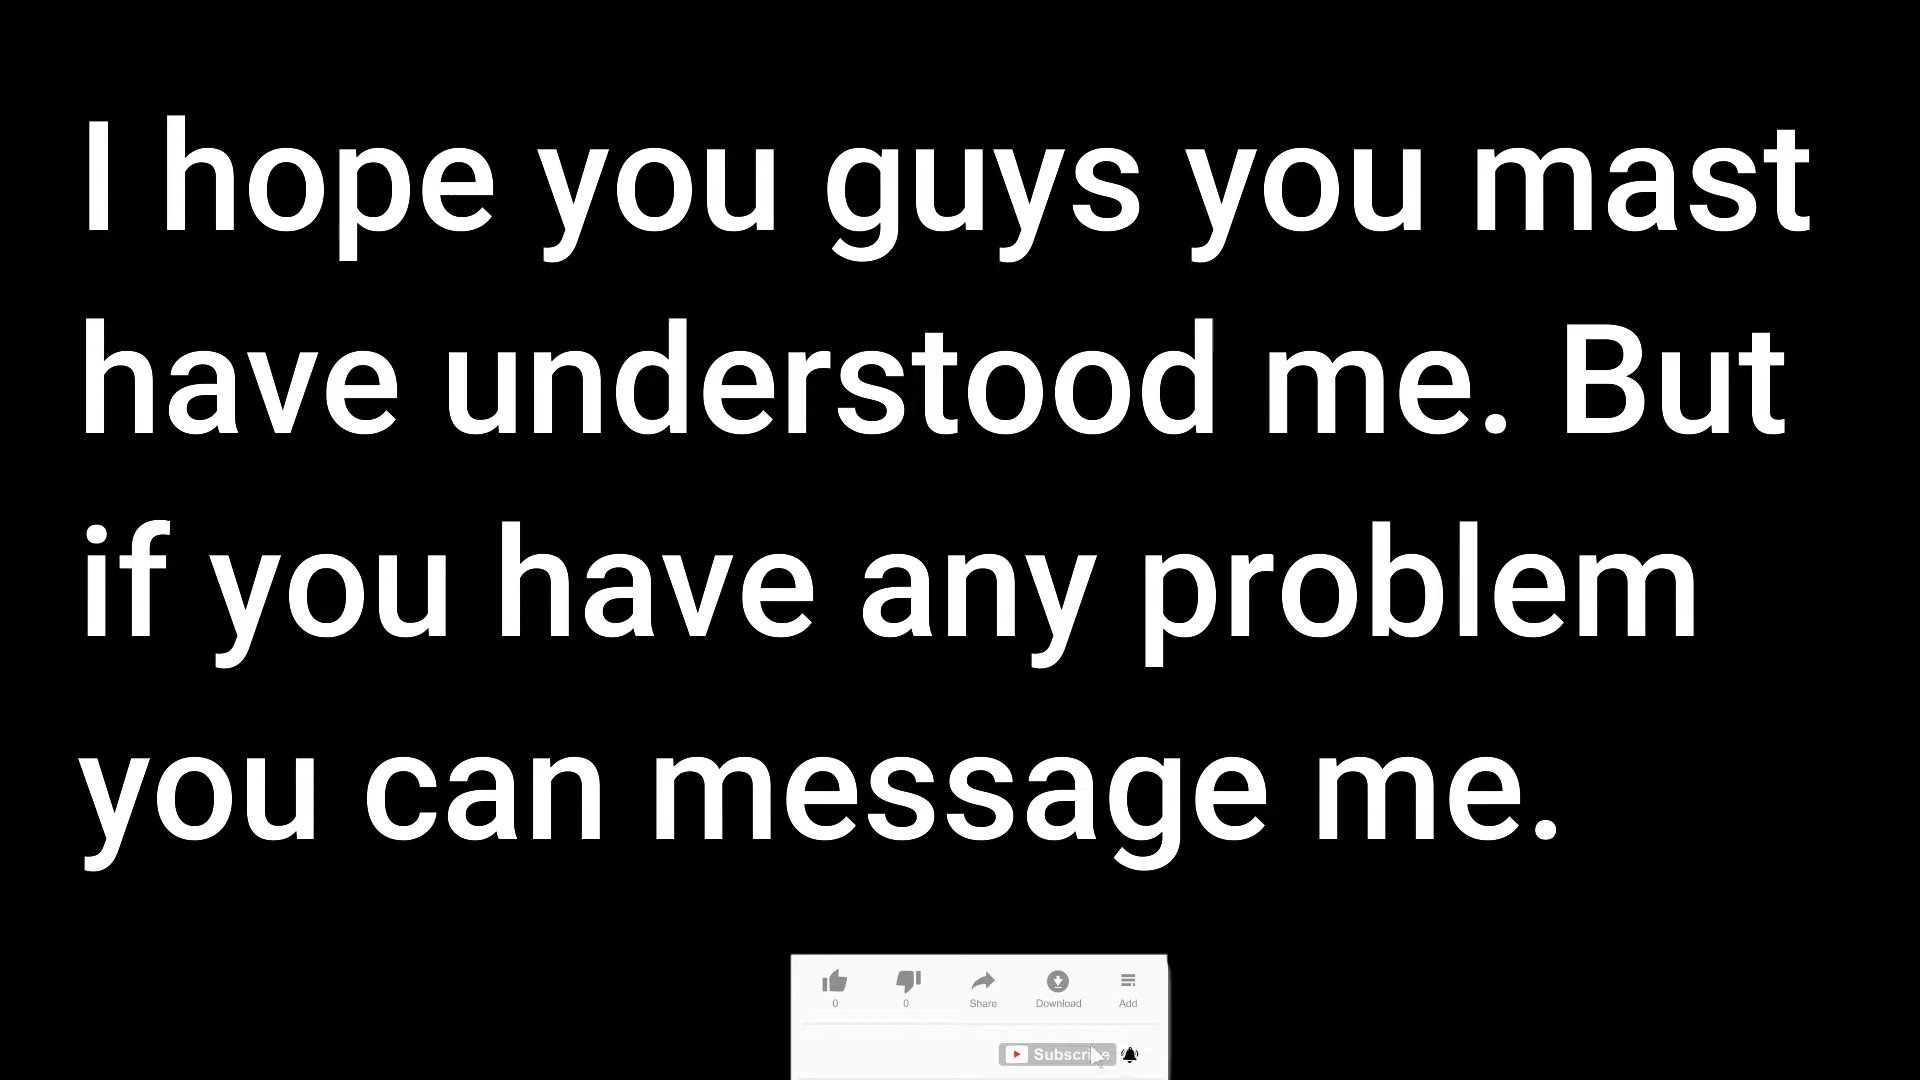 I hope you guys you mast
have understood me. But
if you have any problem
you can message me.
0 0 Share Download Add
Subscribe